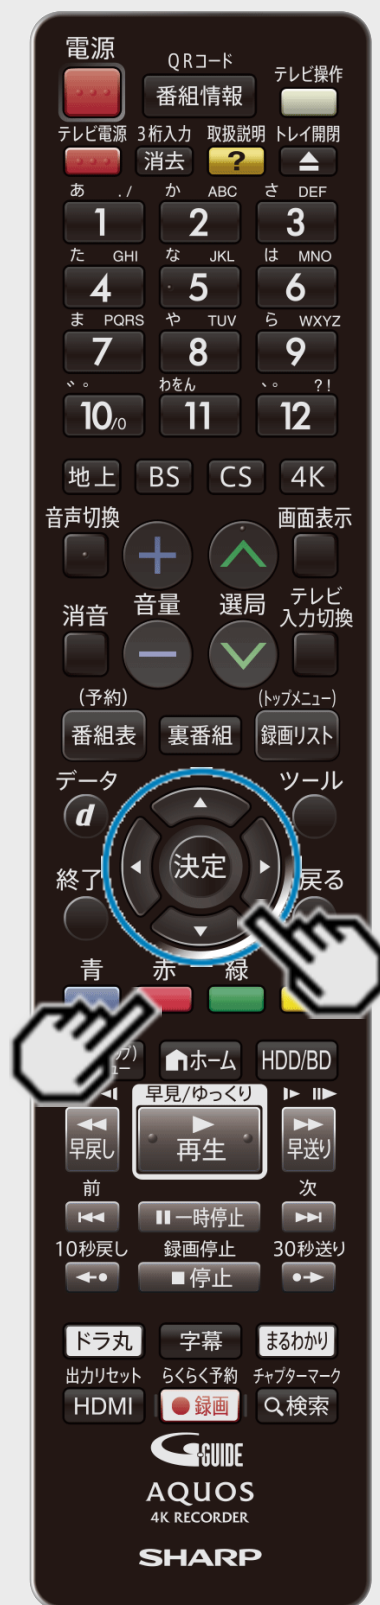 電源
QRコード
テレビ操作
番組情報
テレビ電源 3桁入力 取扱説明 トレイ開閉
消去 ?
あ ./ か ABC さ DEF
1 2 3
た GHI な JKL は MNO
4 5 6
ま PQRS や TUV ら WXYZ
7 8 9
゛゜ わをん 、。 ?!
10/0 11 12
地上 BS CS 4K
音声切換 画面表示
+
消音 音量 選局 テレビ
入力切換
−
(予約) (トップメニュー)
番組表 裏番組 録画リスト
データ ツール
d
決定
終了 戻る
青 赤 緑
ホーム HDD/BD
早見/ゆっくり
早戻し 再生 早送り
前 次
一時停止
10秒戻し 録画停止 30秒送り
停止
ドラ丸 字幕 まるわかり
出力リセット らくらく予約 チャプターマーク
HDMI 録画 検索
G-GUIDE
AQUOS
4K RECORDER
SHARP